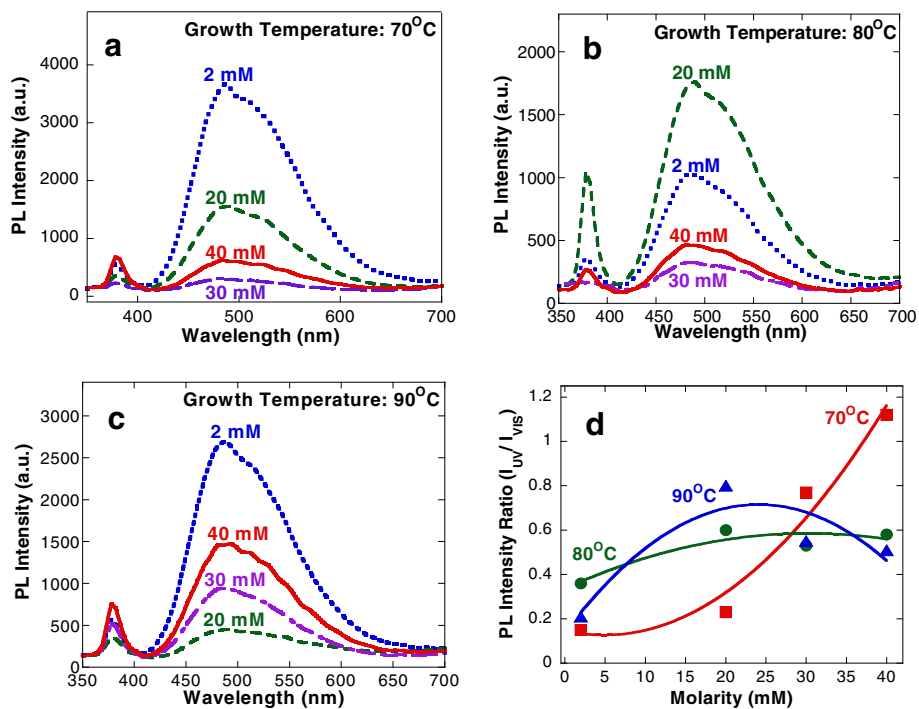 a
Growth Temperature: 70°C
PL Intensity (a.u.)
4000
3000
2000
1000
0
2 mM
20 mM
40 mM
30 mM
400
500
600
700
Wavelength (nm)
b
Growth Temperature: 80°C
PL Intensity (a.u.)
2000
1500
1000
500
0
20 mM
2 mM
40 mM
30 mM
350 400 450 500 550 600 650 700
Wavelength (nm)
c
Growth Temperature: 90°C
PL Intensity (a.u.)
3000
2500
2000
1500
1000
500
0
2 mM
40 mM
30 mM
20 mM
350 400 450 500 550 600 650 700
Wavelength (nm)
d
PL Intensity Ratio (I_UV/ I_VIS)
1.2
1
0.8
0.6
0.4
0.2
0
70°C
90°C
80°C
0 5 10 15 20 25 30 35 40
Molarity (mM)